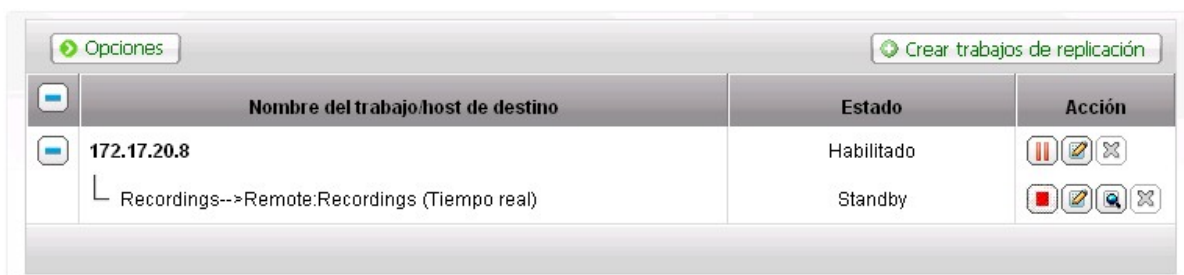 Opciones
Crear trabajos de replicación
Nombre del trabajo/host de destino Estado Acción
172.17.20.8 Habilitado
Recordings-->Remote:Recordings (Tiempo real) Standby